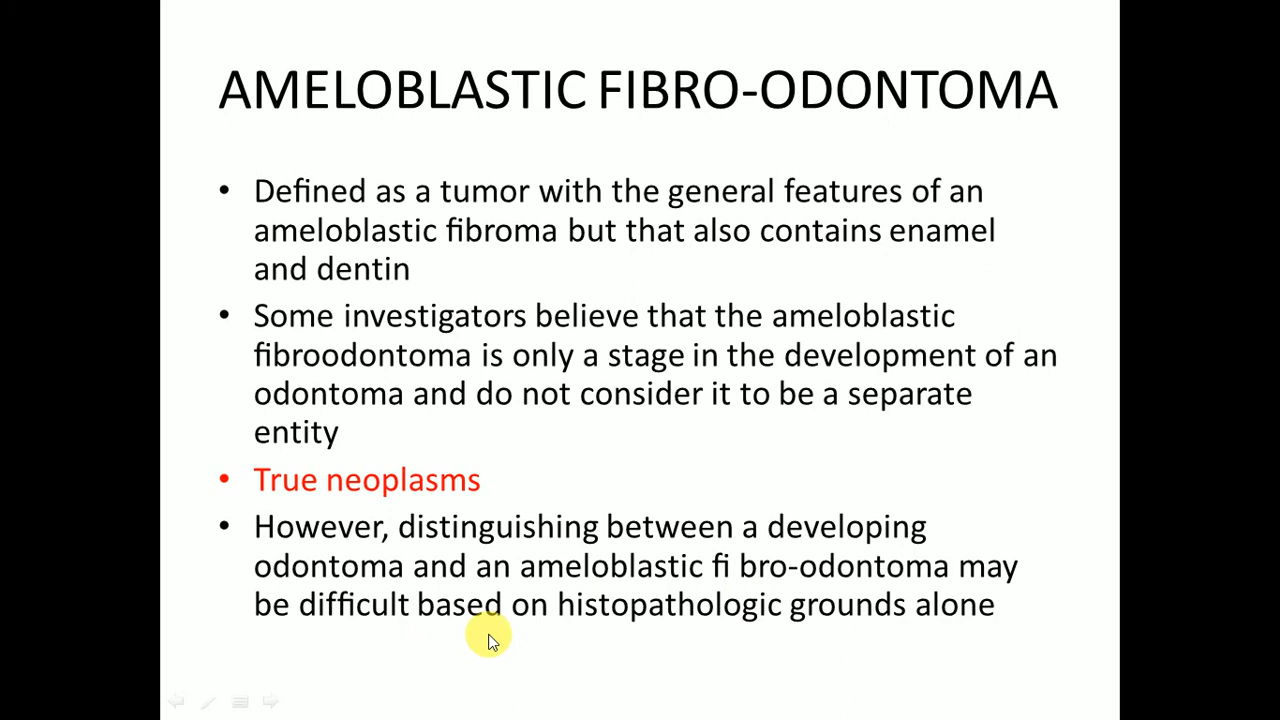 AMELOBLASTIC FIBRO-ODONTOMA
• Defined as a tumor with the general features of an
ameloblastic fibroma but that also contains enamel
and dentin
• Some investigators believe that the ameloblastic
fibroodontoma is only a stage in the development of an
odontoma and do not consider it to be a separate
entity
• True neoplasms
• However, distinguishing between a developing
odontoma and an ameloblastic fi bro-odontoma may
be difficult based on histopathologic grounds alone